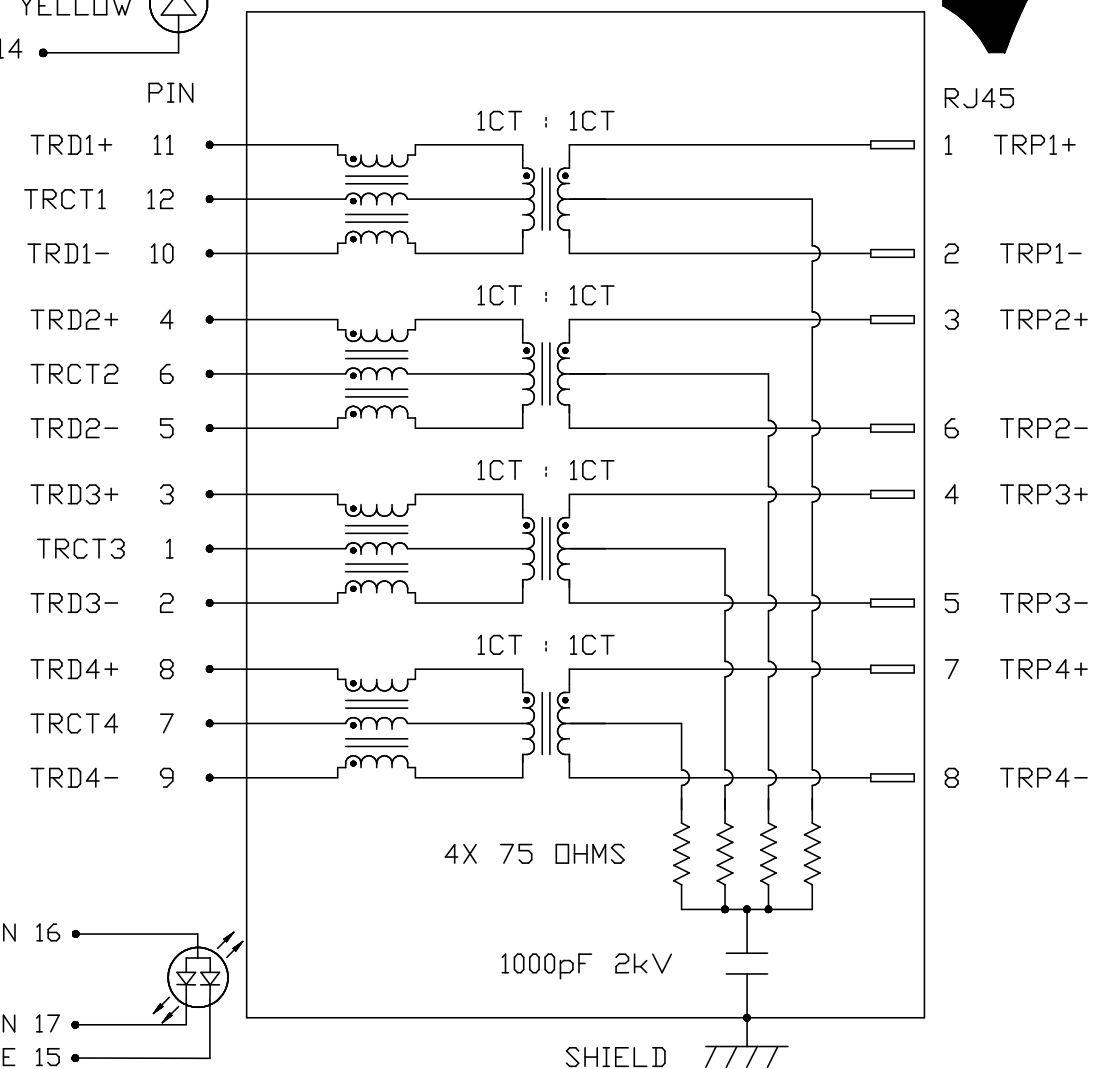 YELLOW
14
PIN
RJ45
1CT : 1CT
TRD1+ 11 1 TRP1+
TRCT1 12
TRD1- 10 2 TRP1-
1CT : 1CT
TRD2+ 4 3 TRP2+
TRCT2 6
TRD2- 5 6 TRP2-
1CT : 1CT
TRD3+ 3 4 TRP3+
TRCT3 1
TRD3- 2 5 TRP3-
1CT : 1CT
TRD4+ 8 7 TRP4+
TRCT4 7
TRD4- 9 8 TRP4-
4X 75 OHMS
N 16
1000pF 2kV
N 17
E 15
SHIELD